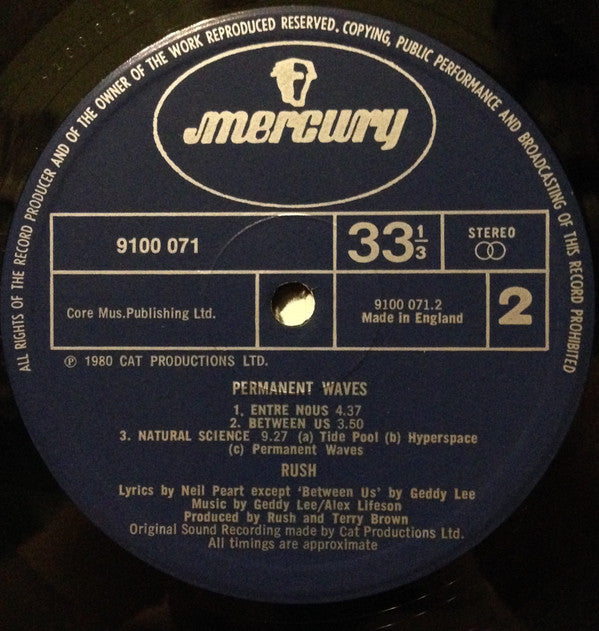 ALL RIGHTS OF THE RECORD PRODUCER AND OF THE OWNER OF THE WORK REPRODUCED RESERVED. COPYING, PUBLIC PERFORMANCE AND BROADCASTING OF THIS RECORD PROHIBITED
mercury
9100 071
33 1/3
STEREO
Core Mus.Publishing Ltd.
9100 071.2
Made in England
2
℗ 1980 CAT PRODUCTIONS LTD.
PERMANENT WAVES
1. ENTRE NOUS 4.37
2. BETWEEN US 3.50
3. NATURAL SCIENCE 9.27 (a) Tide Pool (b) Hyperspace
(c) Permanent Waves
RUSH
Lyrics by Neil Peart except 'Between Us' by Geddy Lee
Music by Geddy Lee/Alex Lifeson
Produced by Rush and Terry Brown
Original Sound Recording made by Cat Productions Ltd.
All timings are approximate